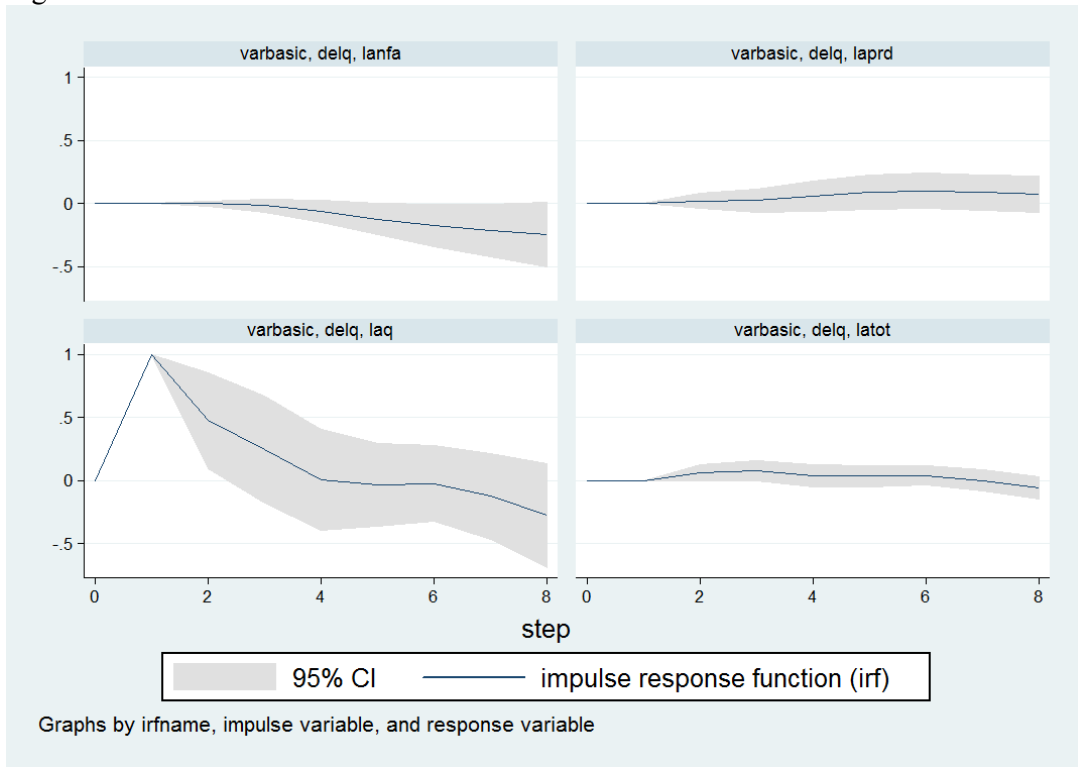 varbasic, delq, lanfa
varbasic, delq, laprd
1
.5
0
-.5
varbasic, delq, laq
varbasic, delq, latot
1
.5
0
-.5
0 2 4 6 8
0 2 4 6 8
step
95% CI impulse response function (irf)
Graphs by irfname, impulse variable, and response variable